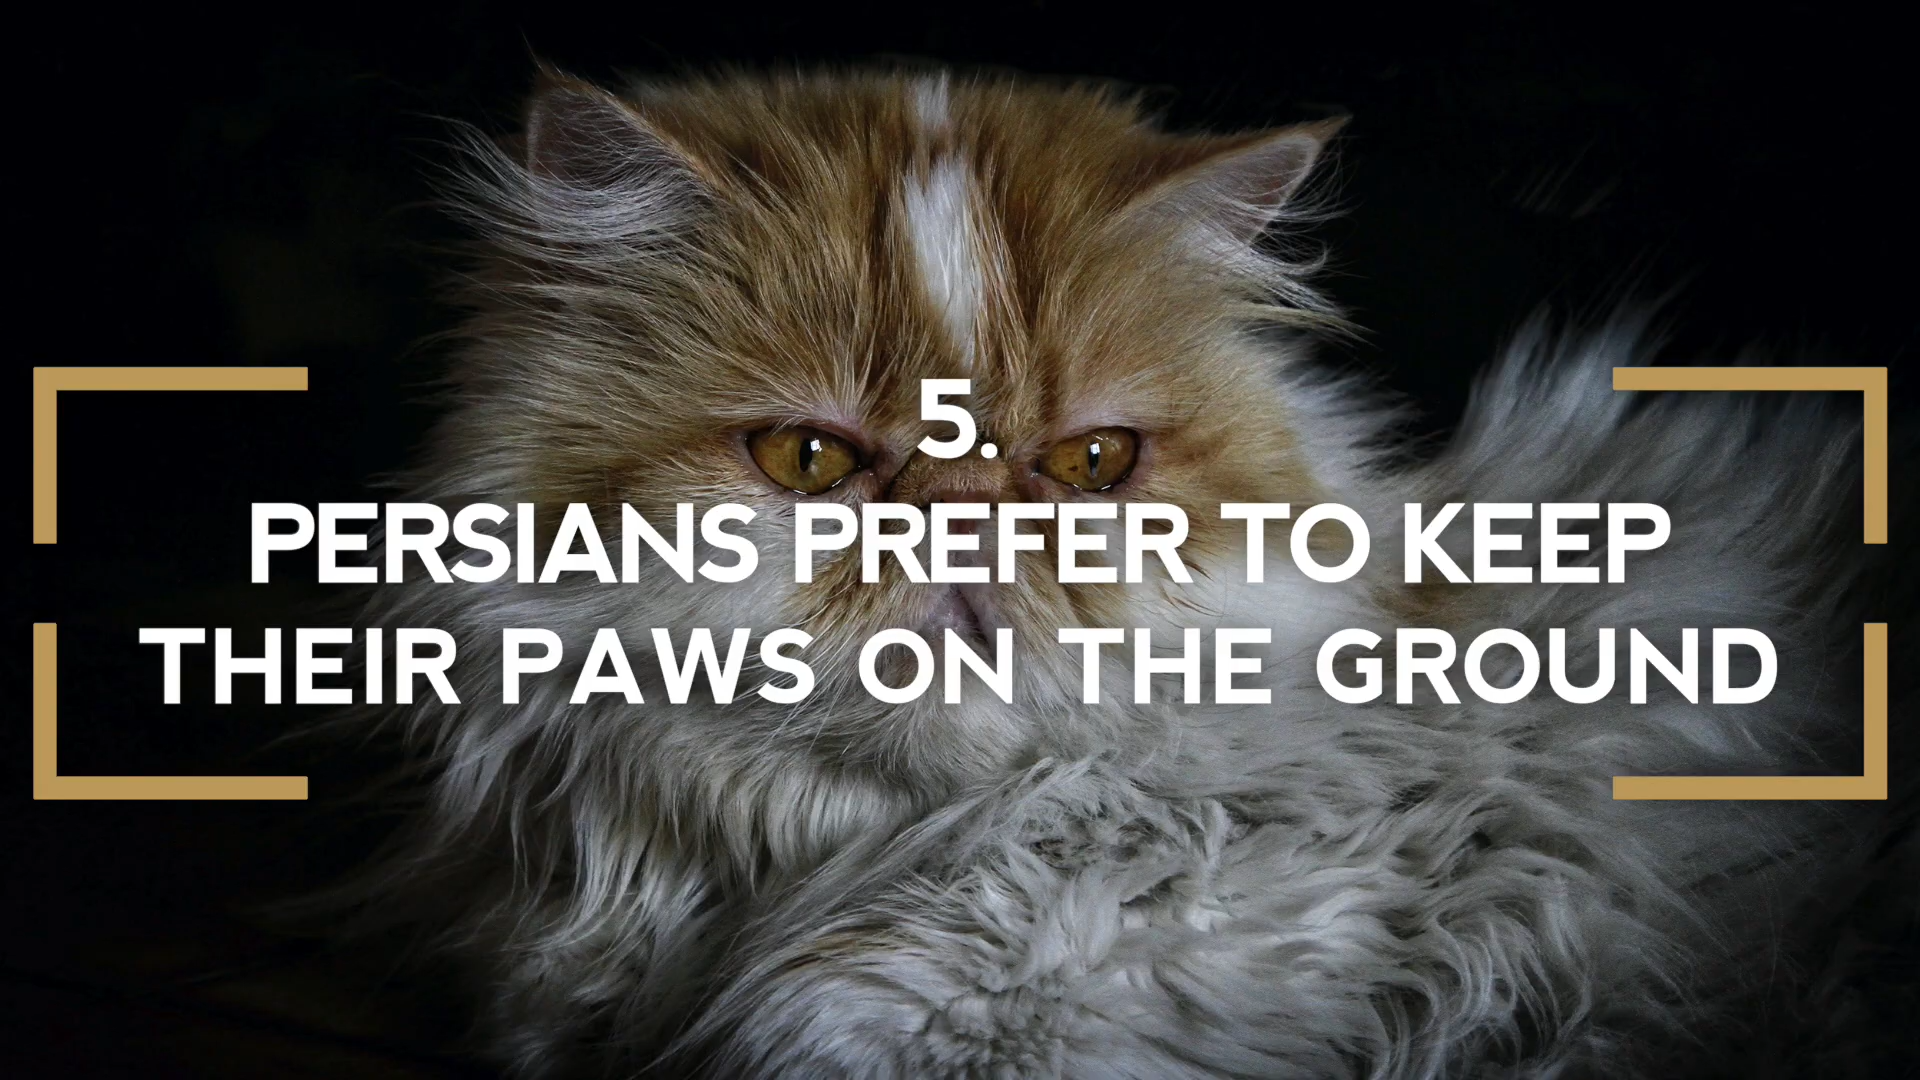 5.
PERSIANS PREFER TO KEEP
THEIR PAWS ON THE GROUND